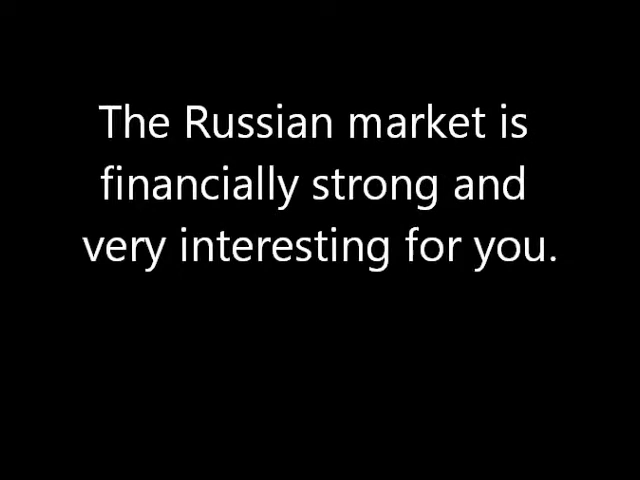 The Russian market is
financially strong and
very interesting for you.